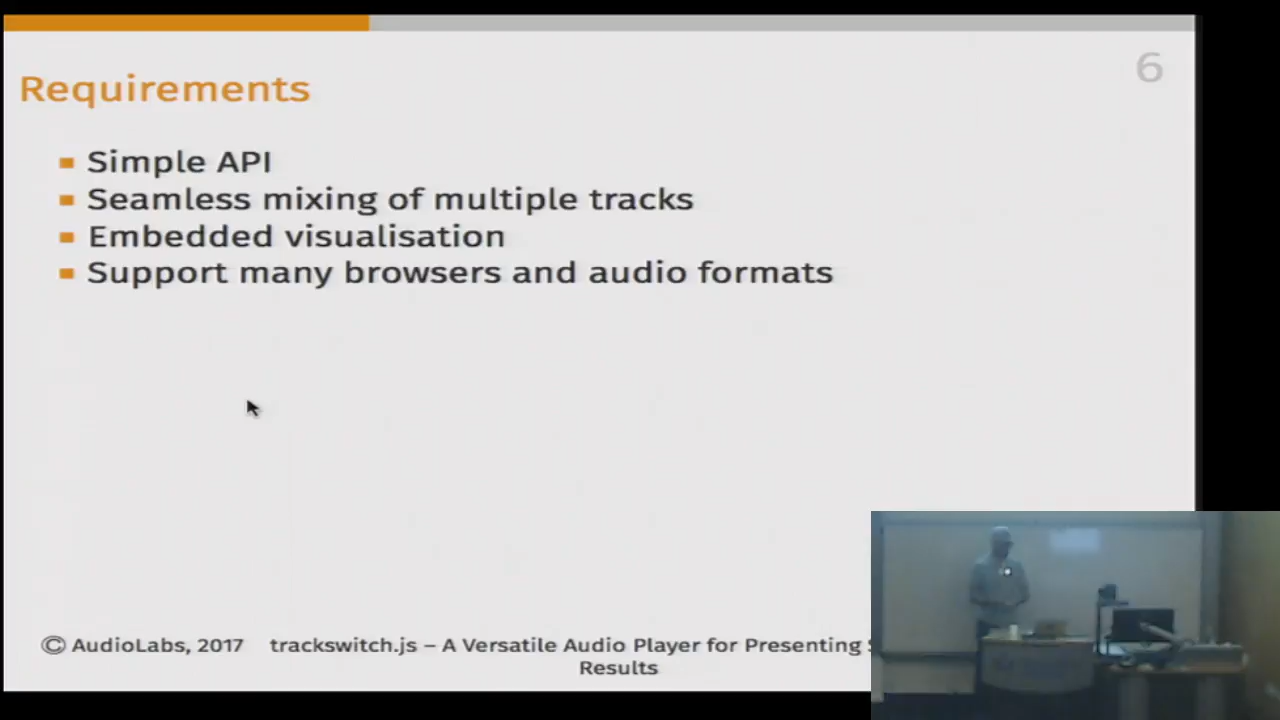 6
Requirements
Simple API
Seamless mixing of multiple tracks
Embedded visualisation
Support many browsers and audio formats
© AudioLabs, 2017 trackswitch.js – A Versatile Audio Player for Presenting
Results